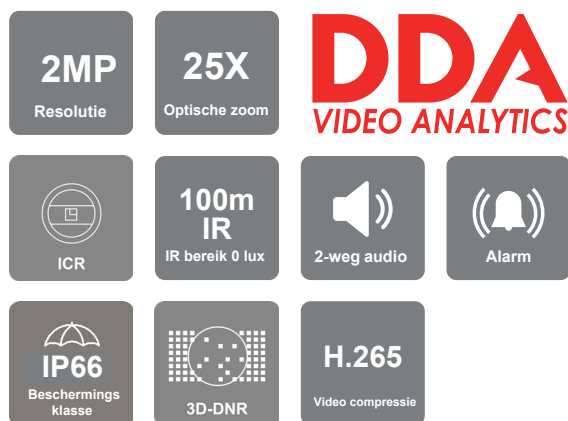 2MP
Resolutie
25X
Optische zoom
DDA
VIDEO ANALYTICS
ICR
100m
IR
IR bereik 0 lux
2-weg audio
Alarm
IP66
Beschermings
klasse
3D-DNR
H.265
Video compressie